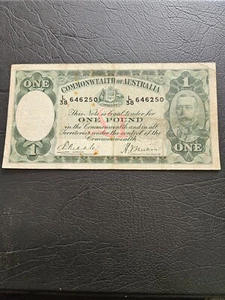 COMMONWEALTH OF AUSTRALIA
ONE
L/38 646250
L/38 646250
1
This Note is legal tender for
ONE POUND
in the Commonwealth and in all
Territories under the control
of the Commonwealth
1
ONE